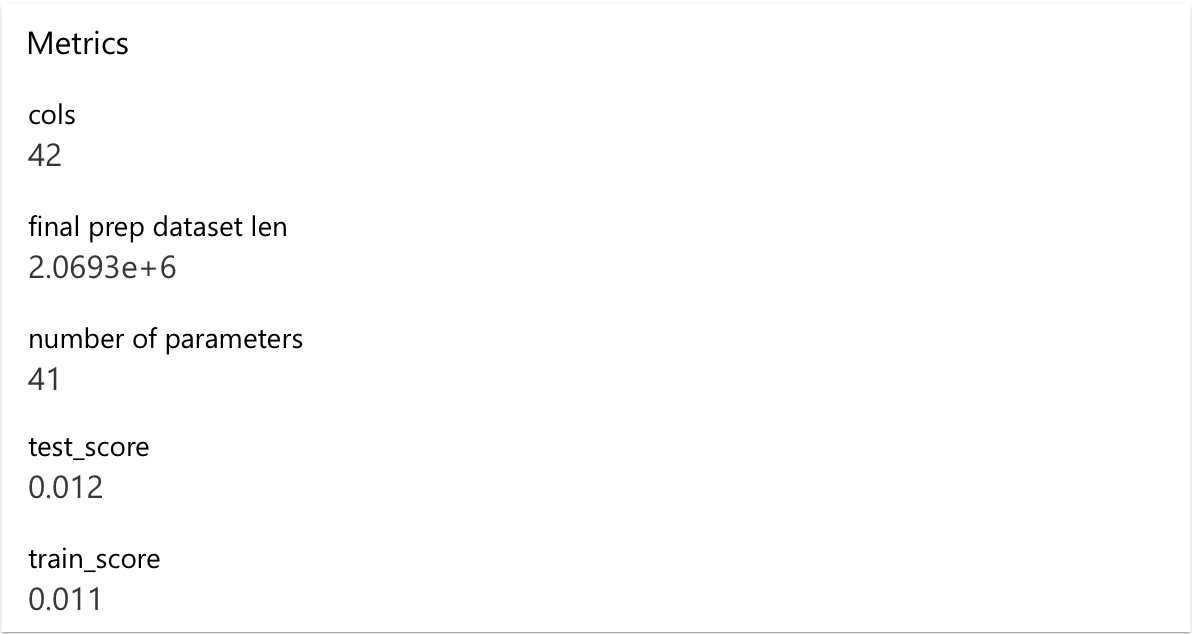 Metrics
cols
42
final prep dataset len
2.0693e+6
number of parameters
41
test_score
0.012
train_score
0.011